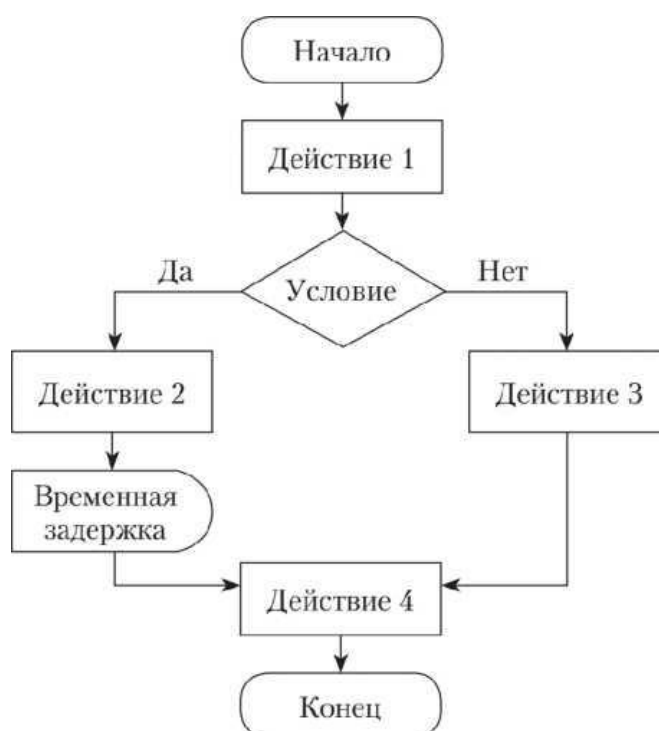 Начало
Действие 1
Да
Условие
Нет
Действие 2
Действие 3
Временная
задержка
Действие 4
Конец